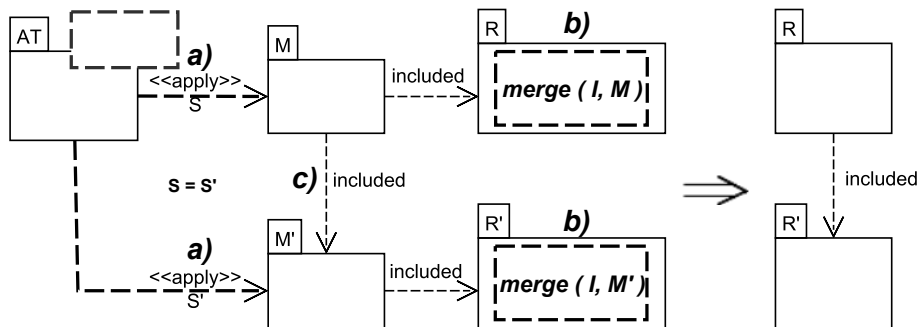 AT
a)
<<apply>>
S
M
included
b)
R
merge ( I, M )
R
S = S'
c)
included
included
a)
<<apply>>
S'
M'
included
b)
R'
merge ( I, M' )
R'